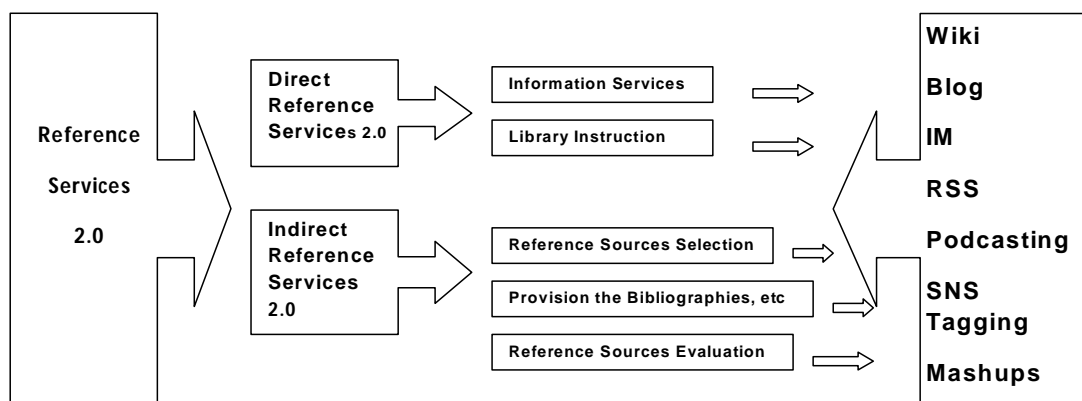 Reference
Services
2.0
Direct
Reference
Services 2.0
Indirect
Reference
Services
2.0
Information Services
Library Instruction
Reference Sources Selection
Provision the Bibliographies, etc
Reference Sources Evaluation
Wiki
Blog
IM
RSS
Podcasting
SNS
Tagging
Mashups